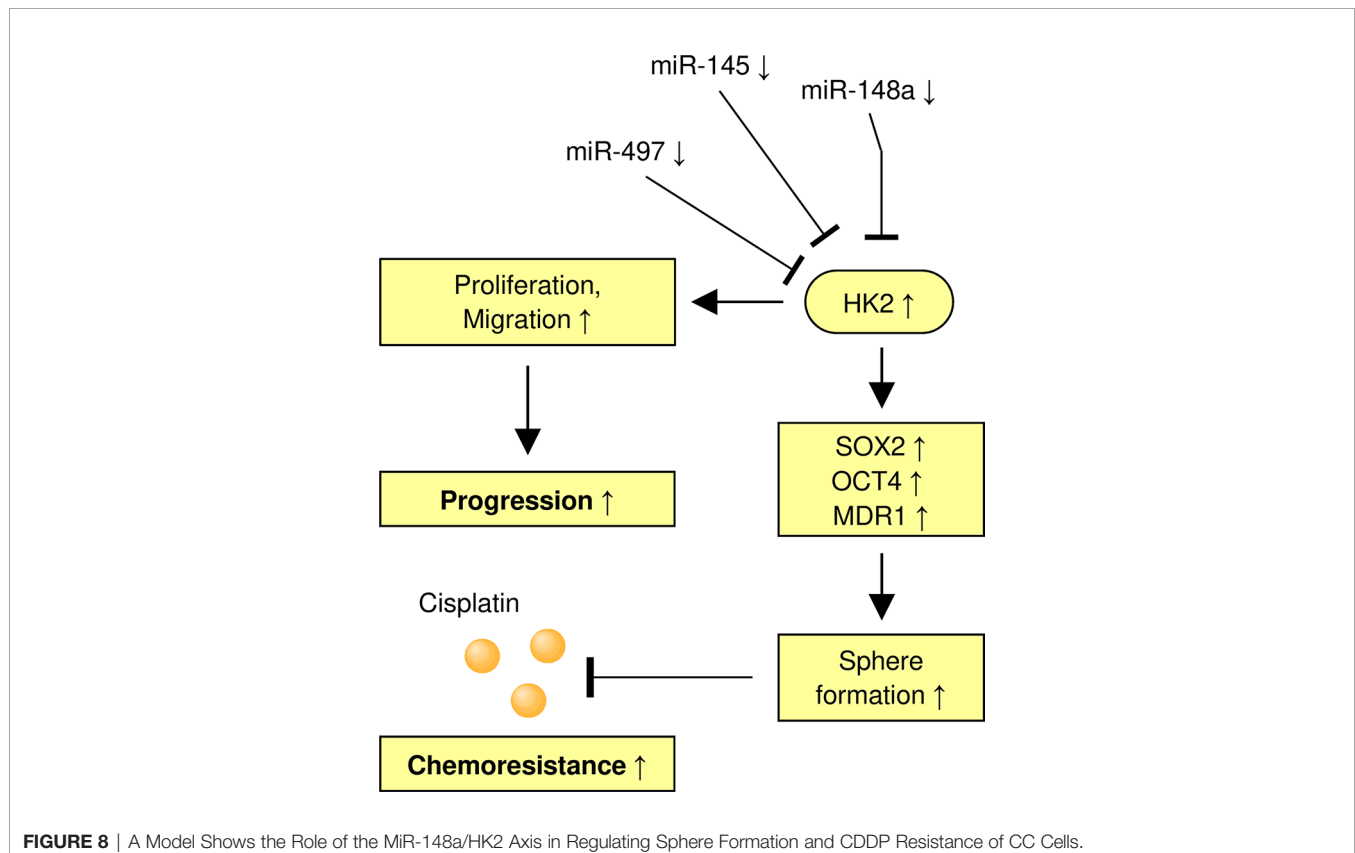 miR-145 ↓
miR-148a ↓
miR-497 ↓
Proliferation,
Migration ↑
HK2 ↑
SOX2 ↑
OCT4 ↑
MDR1 ↑
Progression ↑
Cisplatin
Sphere
formation ↑
Chemoresistance ↑
FIGURE 8 | A Model Shows the Role of the MiR-148a/HK2 Axis in Regulating Sphere Formation and CDDP Resistance of CC Cells.